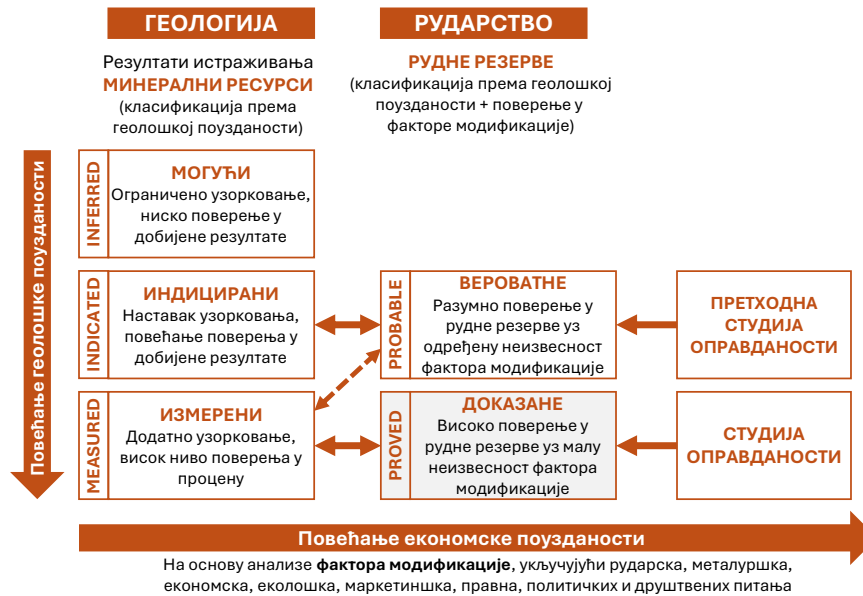 ГЕОЛОГИЈА
РУДАРСТВО
Резултати истраживања
МИНЕРАЛНИ РЕСУРСИ
(класификација према
геолошкој поузданости)
РУДНЕ РЕЗЕРВЕ
(класификација према геолошкој
поузданости + поверење у
факторе модификације)
Повећање геолошке поузданости
INFERRED
МОГУЋИ
Ограничено узорковање,
ниско поверење у
добијене резултате
INDICATED
ИНДИЦИРАНИ
Наставак узорковања,
повећање поверења у
добијене резултате
PROBABLE
ВЕРОВАТНЕ
Разумно поверење у
рудне резерве уз
одређену неизвесност
фактора модификације
ПРЕТХОДНА
СТУДИЈА
ОПРАВДАНОСТИ
MEASURED
ИЗМЕРЕНИ
Додатно узорковање,
висок ниво поверења у
процену
PROVED
ДОКАЗАНЕ
Високо поверење у
рудне резерве уз малу
неизвесност фактора
модификације
СТУДИЈА
ОПРАВДАНОСТИ
Повећање економске поузданости
На основу анализе фактора модификације, укључујући рударска, металуршка,
економска, еколошка, маркетиншка, правна, политичких и друштвених питања